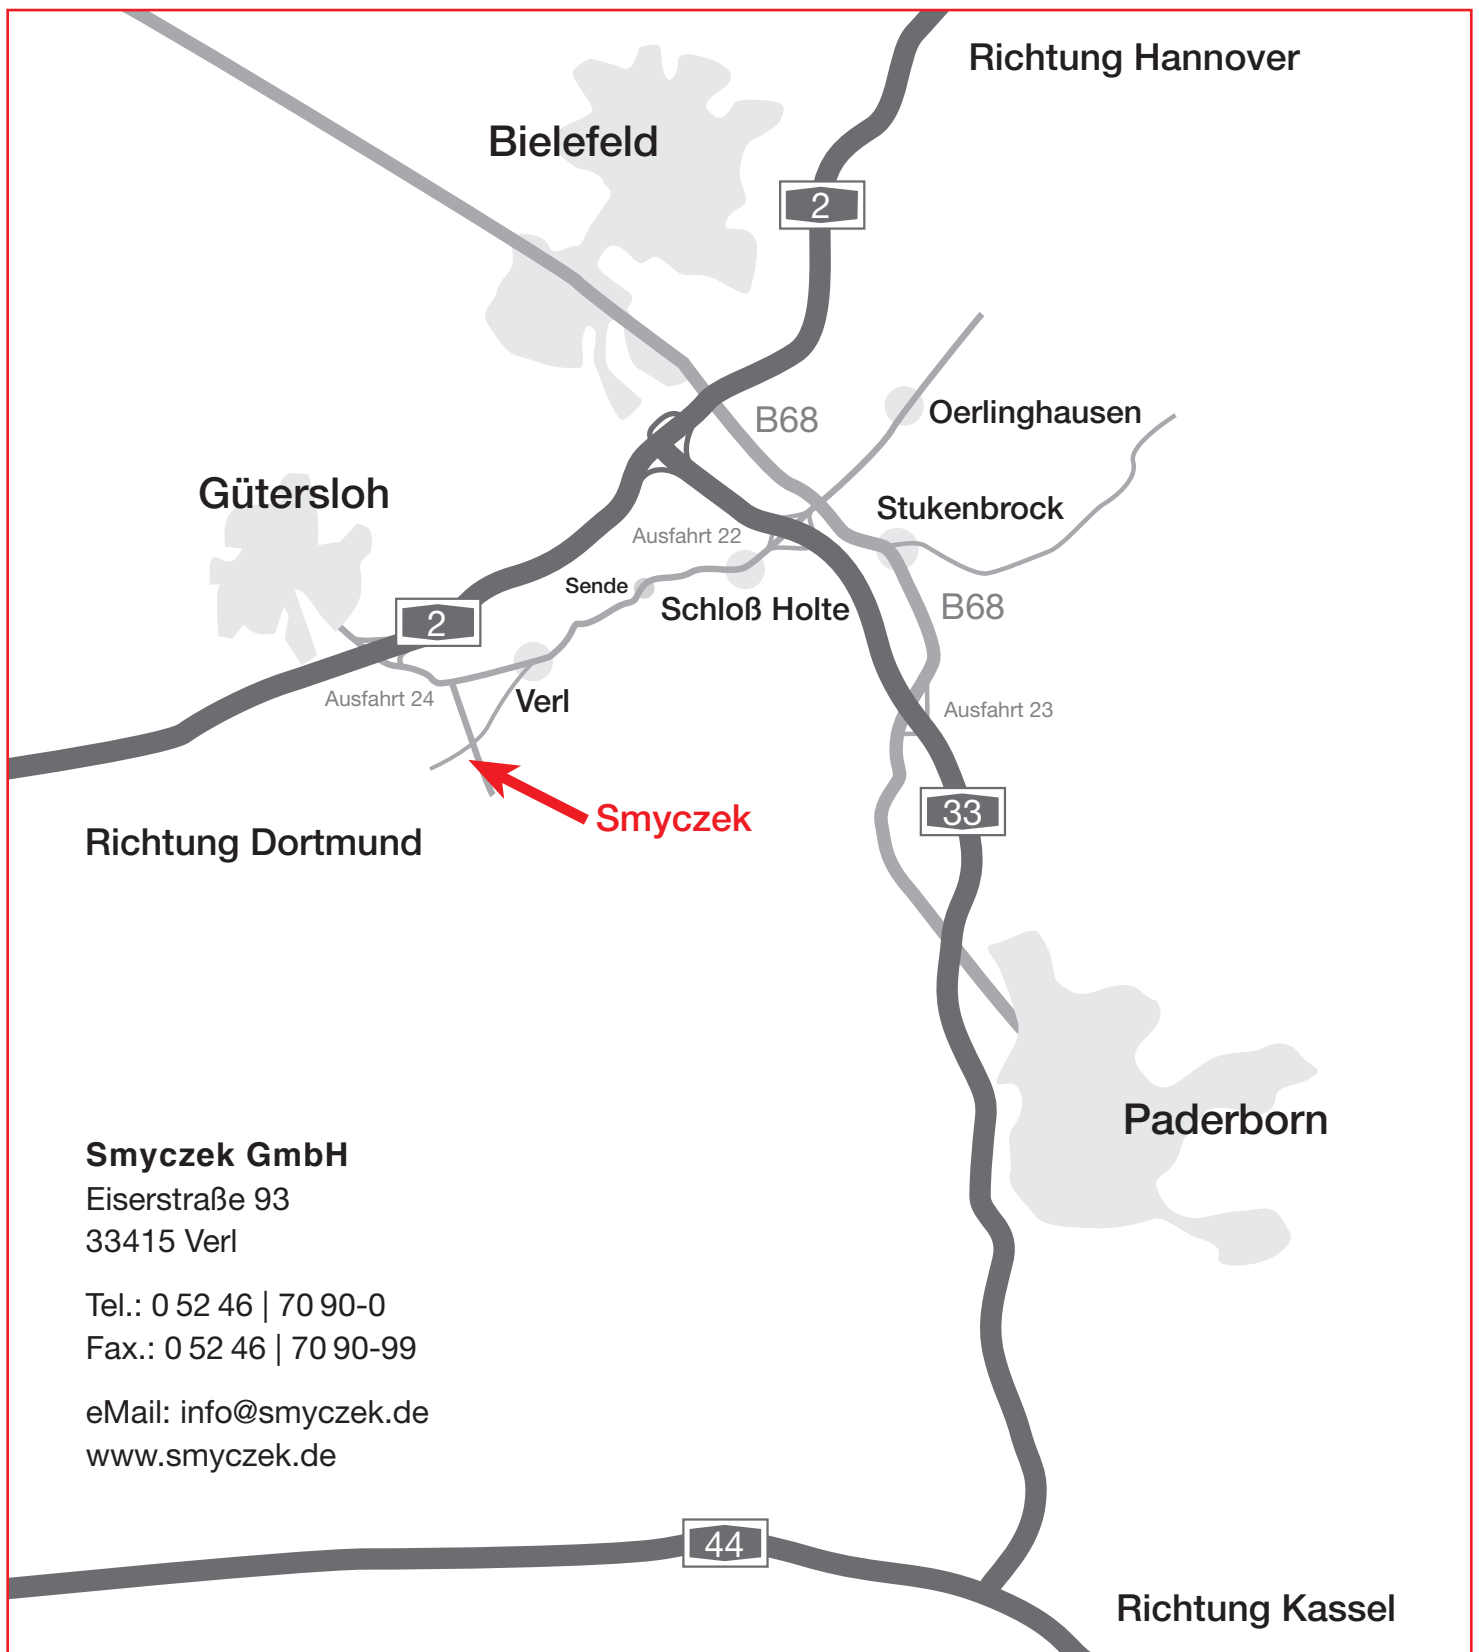 Richtung Hannover
Bielefeld
2
B68
Oerlinghausen
Gütersloh
Stukenbrock
Ausfahrt 22
Sende
Schloß Holte
B68
2
Ausfahrt 24
Verl
Ausfahrt 23
Smyczek
33
Richtung Dortmund
Paderborn
Smyczek GmbH
Eiserstraße 93
33415 Verl
Tel.: 0 52 46 | 70 90-0
Fax.: 0 52 46 | 70 90-99
eMail: info@smyczek.de
www.smyczek.de
44
Richtung Kassel